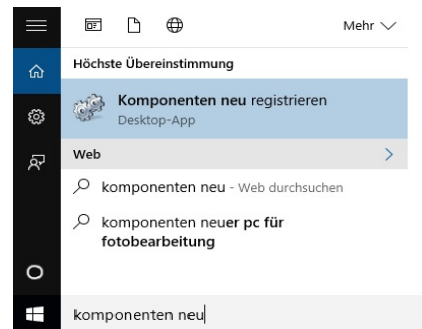 Mehr
Höchste Übereinstimmung
Komponenten neu registrieren
Desktop-App
Web
komponenten neu - Web durchsuchen
komponenten neuer pc für
fotobearbeitung
komponenten neu